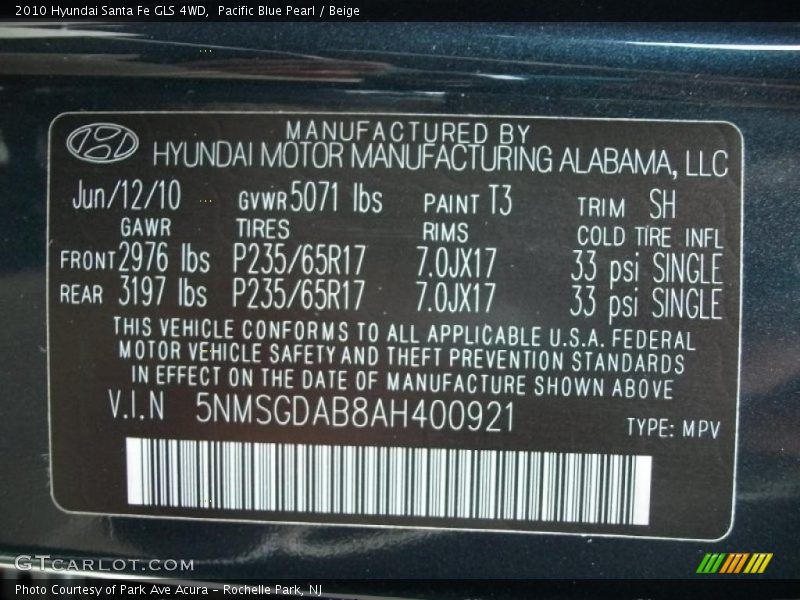 2010 Hyundai Santa Fe GLS 4WD, Pacific Blue Pearl / Beige
MANUFACTURED BY
HYUNDAI MOTOR MANUFACTURING ALABAMA, LLC
Jun/12/10 GVWR 5071 lbs PAINT T3 TRIM SH
GAWR TIRES RIMS COLD TIRE INFL
FRONT 2976 lbs P235/65R17 7.0JX17 33 psi SINGLE
REAR 3197 lbs P235/65R17 7.0JX17 33 psi SINGLE
THIS VEHICLE CONFORMS TO ALL APPLICABLE U.S.A. FEDERAL
MOTOR VEHICLE SAFETY AND THEFT PREVENTION STANDARDS
IN EFFECT ON THE DATE OF MANUFACTURE SHOWN ABOVE
V.I.N 5NMSGDAB8AH400921
TYPE: MPV
GTCARLOT.COM
Photo Courtesy of Park Ave Acura - Rochelle Park, NJ